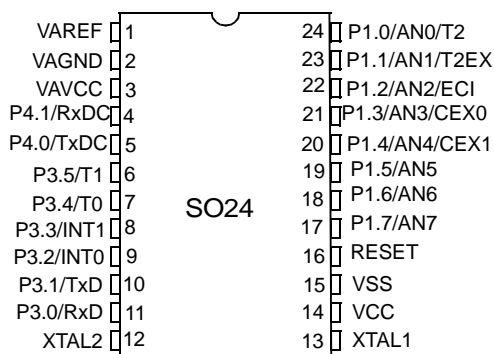 VAREF 1 24 P1.0/AN0/T2
VAGND 2 23 P1.1/AN1/T2EX
VAVCC 3 22 P1.2/AN2/ECI
P4.1/RxDC 4 21 P1.3/AN3/CEX0
P4.0/TxDC 5 20 P1.4/AN4/CEX1
P3.5/T1 6 19 P1.5/AN5
P3.4/T0 7 18 P1.6/AN6
SO24
P3.3/INT1 8 17 P1.7/AN7
P3.2/INT0 9 16 RESET
P3.1/TxD 10 15 VSS
P3.0/RxD 11 14 VCC
XTAL2 12 13 XTAL1